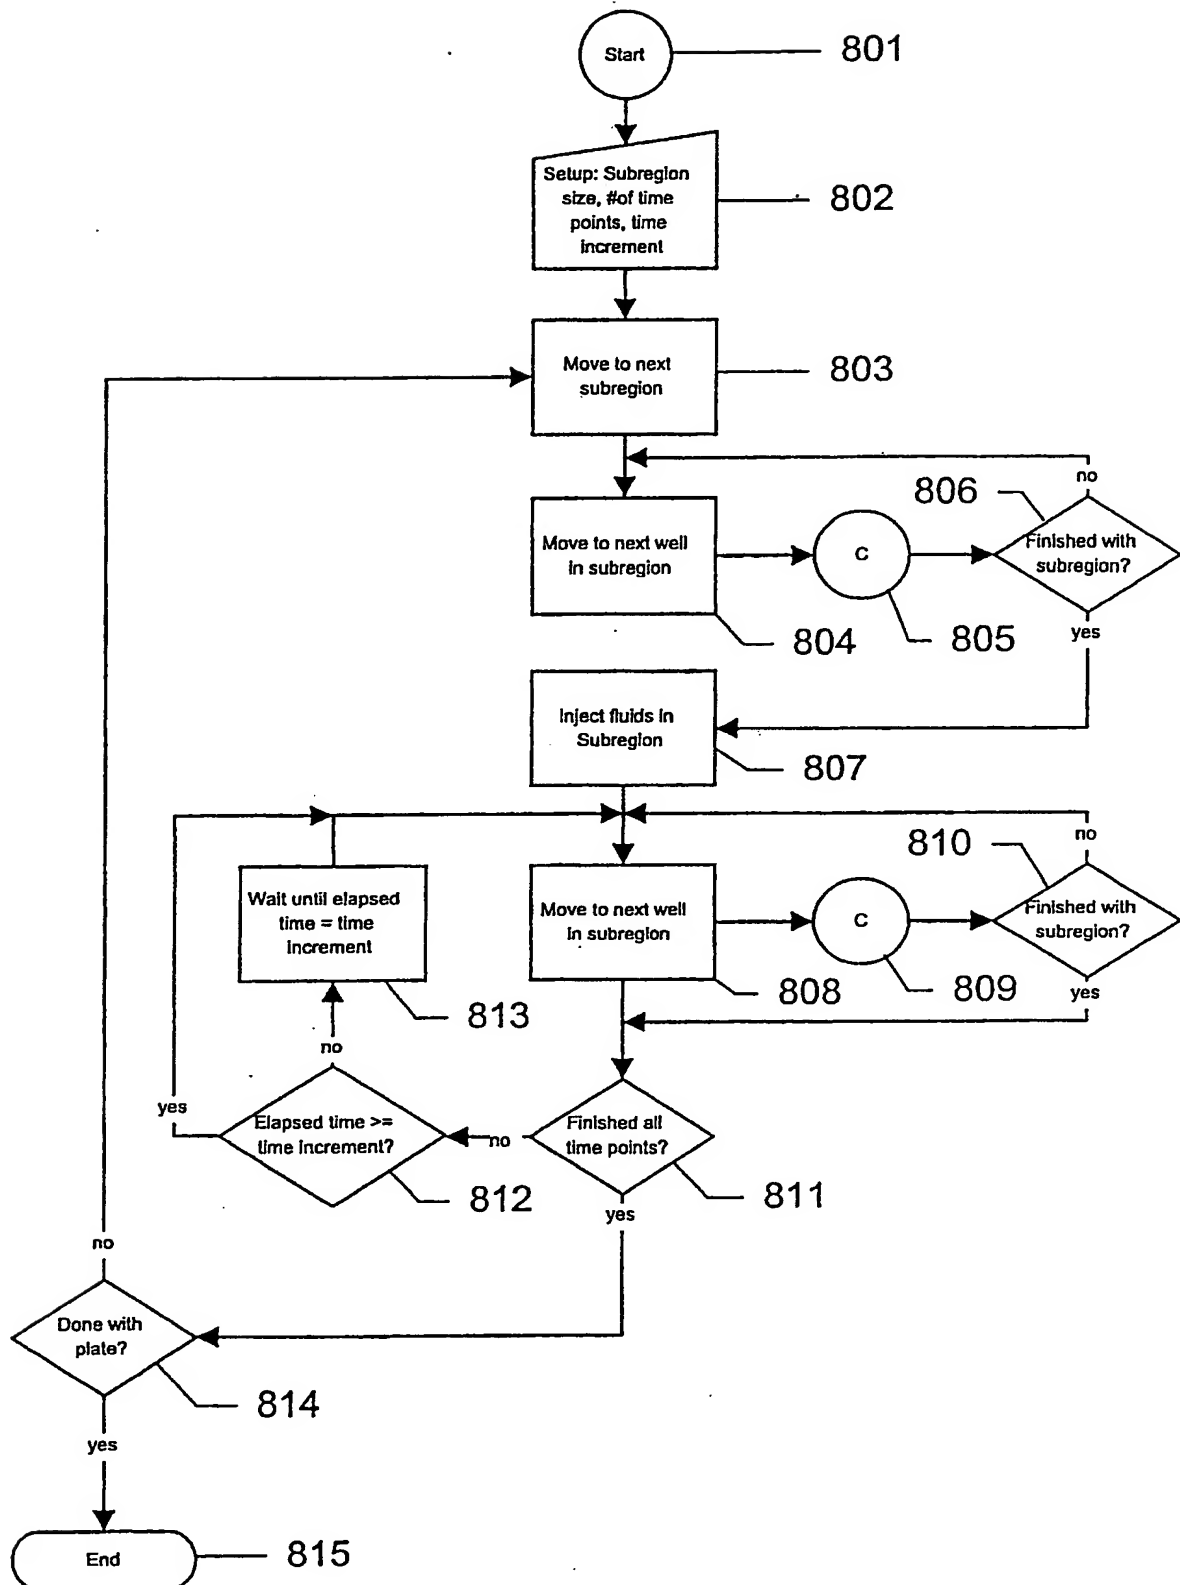 Start
801
Setup: Subregion
size, #of time
points, time
increment
802
Move to next
subregion
803
no
806
Move to next well
in subregion
C
Finished with
subregion?
804
805
yes
Inject fluids in
Subregion
807
no
810
Wait until elapsed
time = time
increment
Move to next well
in subregion
C
Finished with
subregion?
813
808
809
yes
no
yes
Elapsed time >=
time increment?
no
Finished all
time points?
812
811
yes
no
Done with
plate?
814
yes
End
815